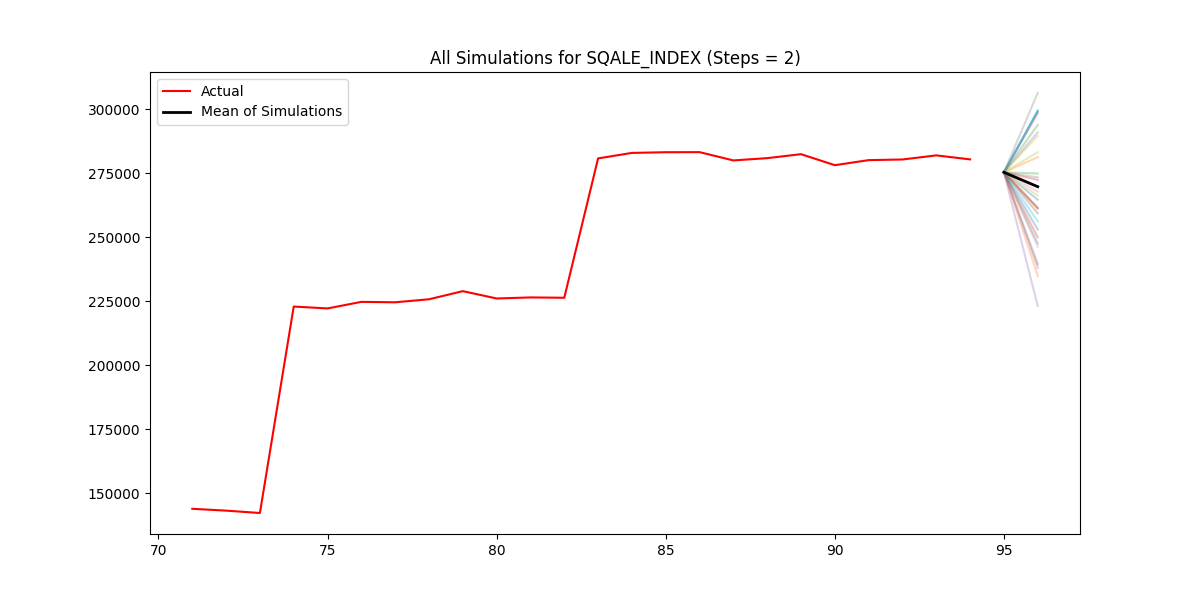 All Simulations for SQALE_INDEX (Steps = 2)
Actual
Mean of Simulations
300000
275000
250000
225000
200000
175000
150000
70 75 80 85 90 95